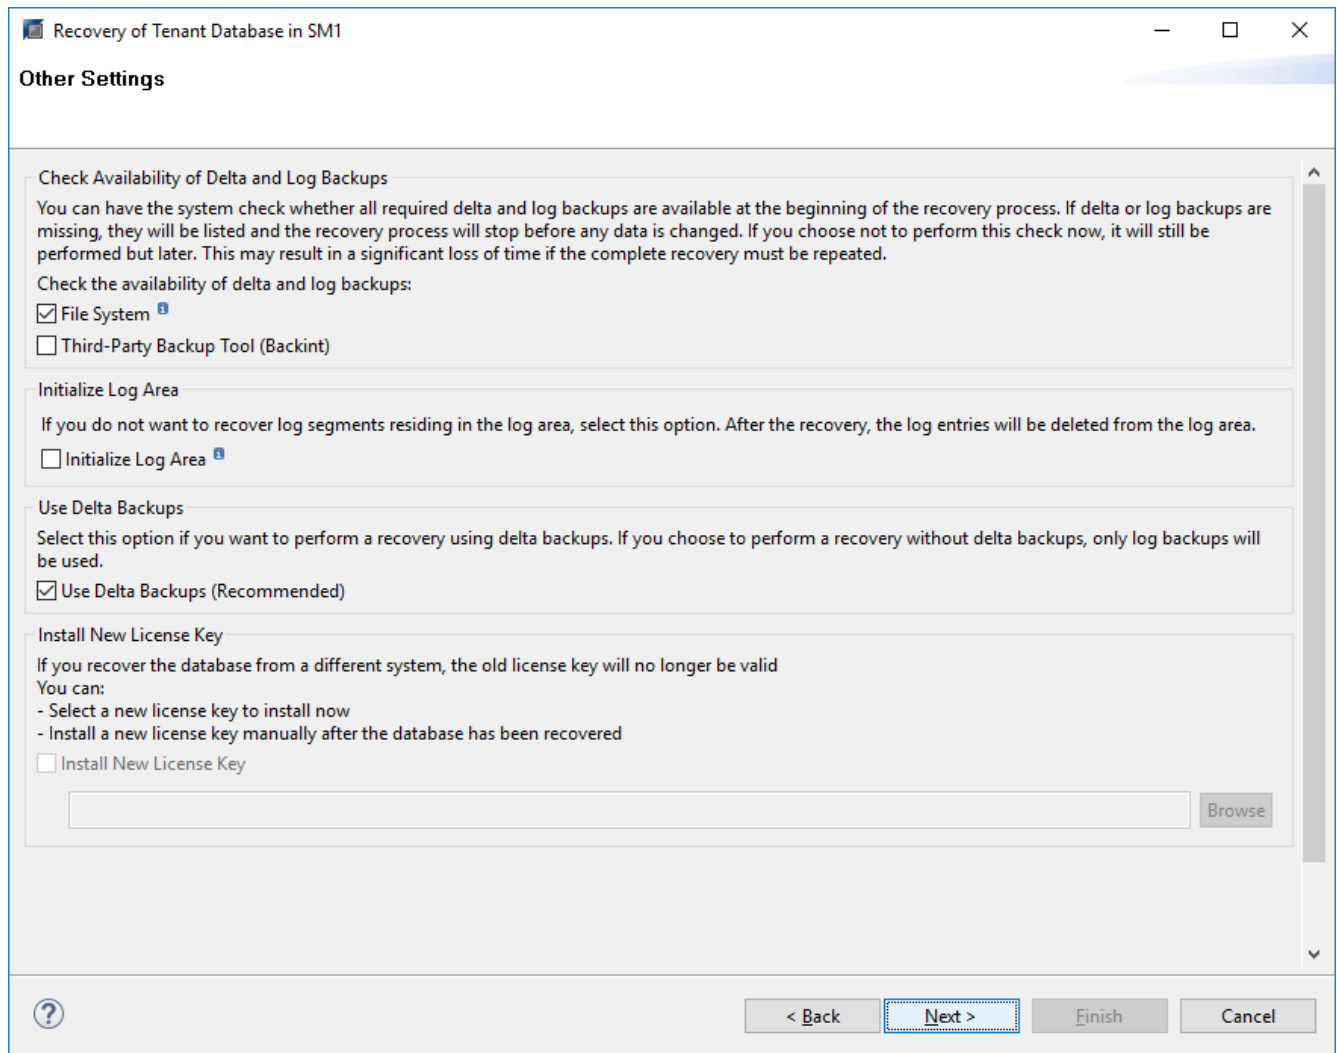 Recovery of Tenant Database in SM1
Other Settings
Check Availability of Delta and Log Backups
You can have the system check whether all required delta and log backups are available at the beginning of the recovery process. If delta or log backups are
missing, they will be listed and the recovery process will stop before any data is changed. If you choose not to perform this check now, it will still be
performed but later. This may result in a significant loss of time if the complete recovery must be repeated.
Check the availability of delta and log backups:
File System
Third-Party Backup Tool (Backint)
Initialize Log Area
If you do not want to recover log segments residing in the log area, select this option. After the recovery, the log entries will be deleted from the log area.
Initialize Log Area
Use Delta Backups
Select this option if you want to perform a recovery using delta backups. If you choose to perform a recovery without delta backups, only log backups will
be used.
Use Delta Backups (Recommended)
Install New License Key
If you recover the database from a different system, the old license key will no longer be valid
You can:
- Select a new license key to install now
- Install a new license key manually after the database has been recovered
Install New License Key
Browse
< Back Next > Finish Cancel